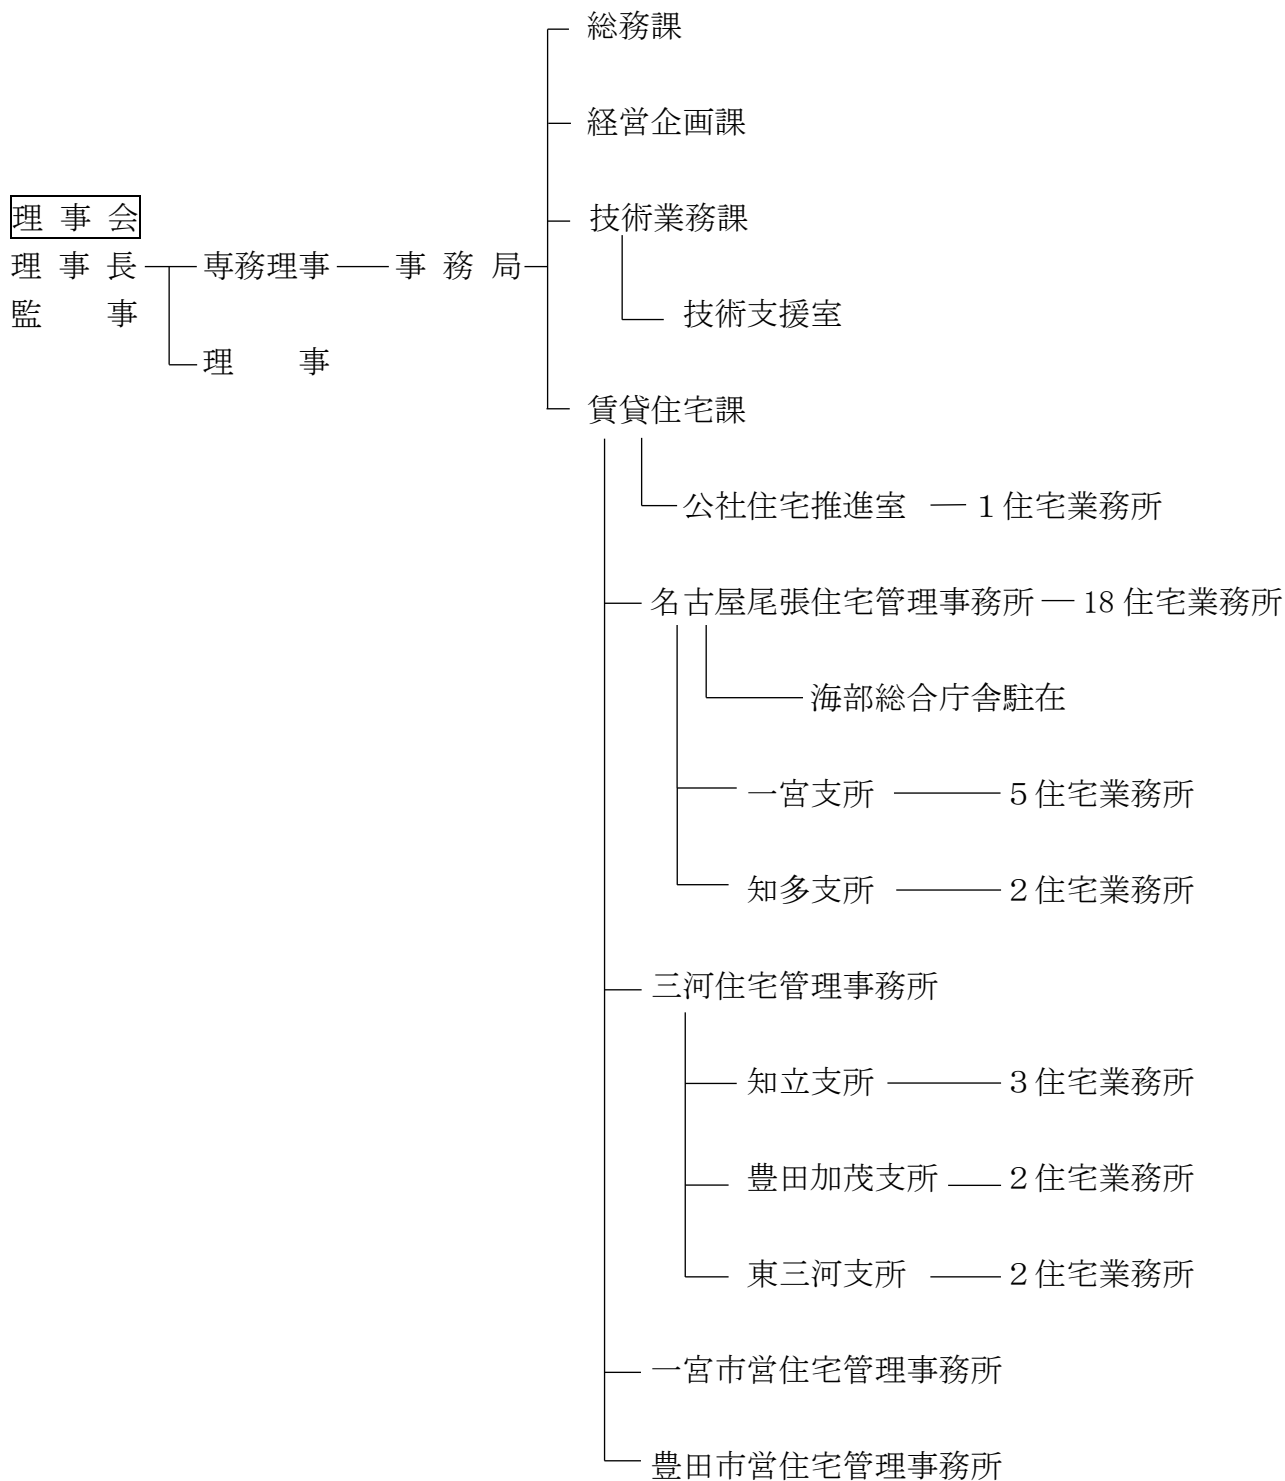 総務課
経営企画課
理事会
技術業務課
理事長 専務理事 事務局
監事 技術支援室
理事
賃貸住宅課
公社住宅推進室 1住宅業務所
名古屋尾張住宅管理事務所 18住宅業務所
海部総合庁舎駐在
一宮支所 5住宅業務所
知多支所 2住宅業務所
三河住宅管理事務所
知立支所 3住宅業務所
豊田加茂支所 2住宅業務所
東三河支所 2住宅業務所
一宮市営住宅管理事務所
豊田市営住宅管理事務所